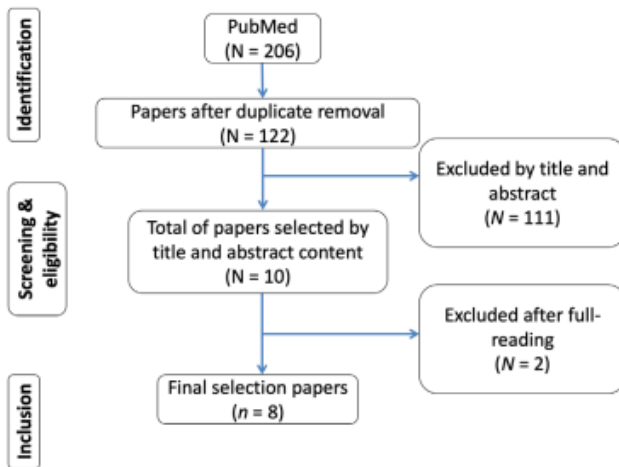 Identification
PubMed
(N = 206)
Papers after duplicate removal
(N = 122)
Excluded by title and
abstract
(N = 111)
Screening &
eligibility
Total of papers selected by
title and abstract content
(N = 10)
Excluded after full-
reading
(N = 2)
Inclusion
Final selection papers
(n = 8)